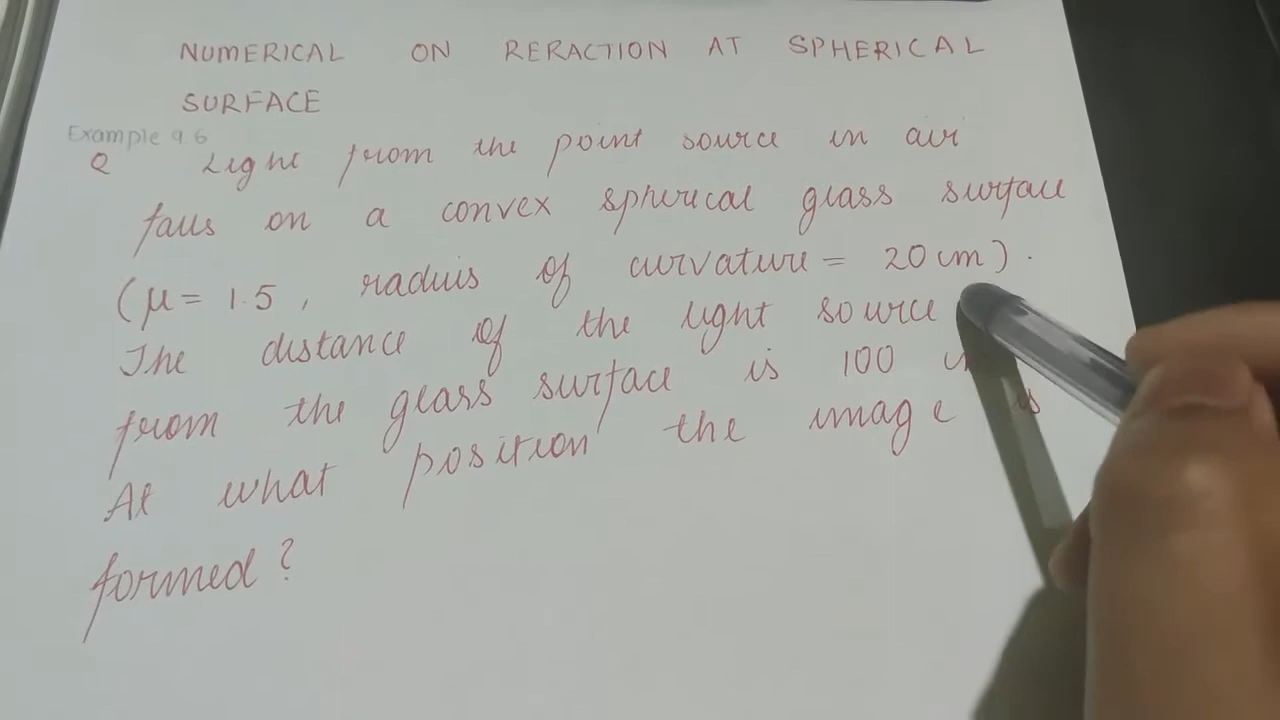 NUMERICAL ON RERACTION AT SPHERICAL
SURFACE
Example 9.6
Q Light from the point source in air
falls on a convex spherical glass surface
(μ = 1.5, raduis of curvature = 20 cm).
The distance of the light source
from the glass surface is 100
At what position the image is
formed?